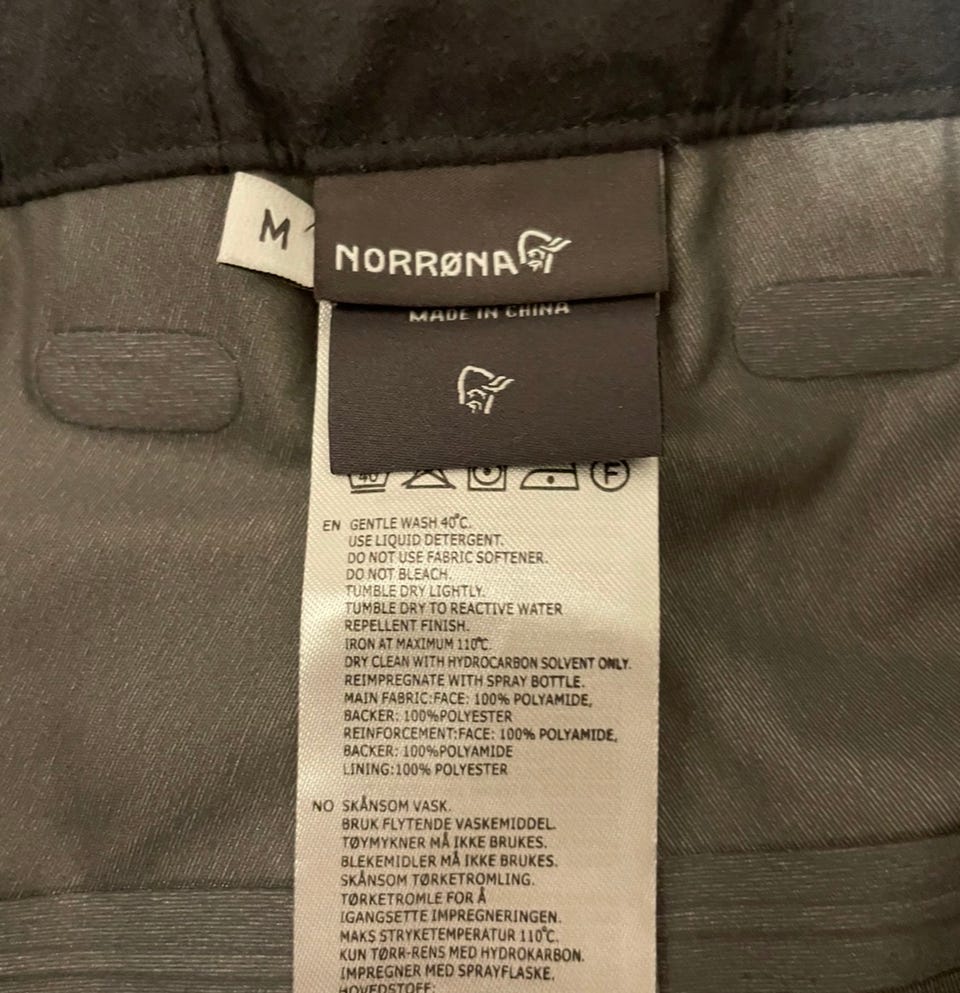 M
NORRØNA
MADE IN CHINA
40 F
EN GENTLE WASH 40°C.
USE LIQUID DETERGENT.
DO NOT USE FABRIC SOFTENER.
DO NOT BLEACH.
TUMBLE DRY LIGHTLY.
TUMBLE DRY TO REACTIVE WATER
REPELLENT FINISH.
IRON AT MAXIMUM 110°C.
DRY CLEAN WITH HYDROCARBON SOLVENT ONLY.
REIMPREGNATE WITH SPRAY BOTTLE.
MAIN FABRIC:FACE: 100% POLYAMIDE,
BACKER: 100%POLYESTER
REINFORCEMENT:FACE: 100% POLYAMIDE,
BACKER: 100%POLYAMIDE
LINING:100% POLYESTER
NO SKÅNSOM VASK.
BRUK FLYTENDE VASKEMIDDEL.
TØYMYKNER MÅ IKKE BRUKES.
BLEKEMIDLER MÅ IKKE BRUKES.
SKÅNSOM TØRKETROMLING.
TØRKETROMLE FOR Å
IGANGSETTE IMPREGNERINGEN.
MAKS STRYKETEMPERATUR 110°C.
KUN TØRR-RENS MED HYDROKARBON.
IMPREGNER MED SPRAYFLASKE.
HOVEDSTOFF: